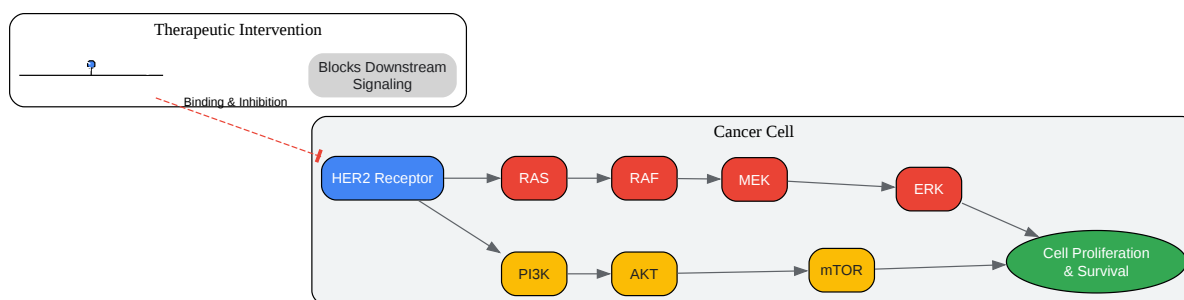 Therapeutic Intervention
Blocks Downstream
Signaling
Binding & Inhibition
Cancer Cell
HER2 Receptor
RAS
RAF
MEK
ERK
PI3K
AKT
mTOR
Cell Proliferation
& Survival